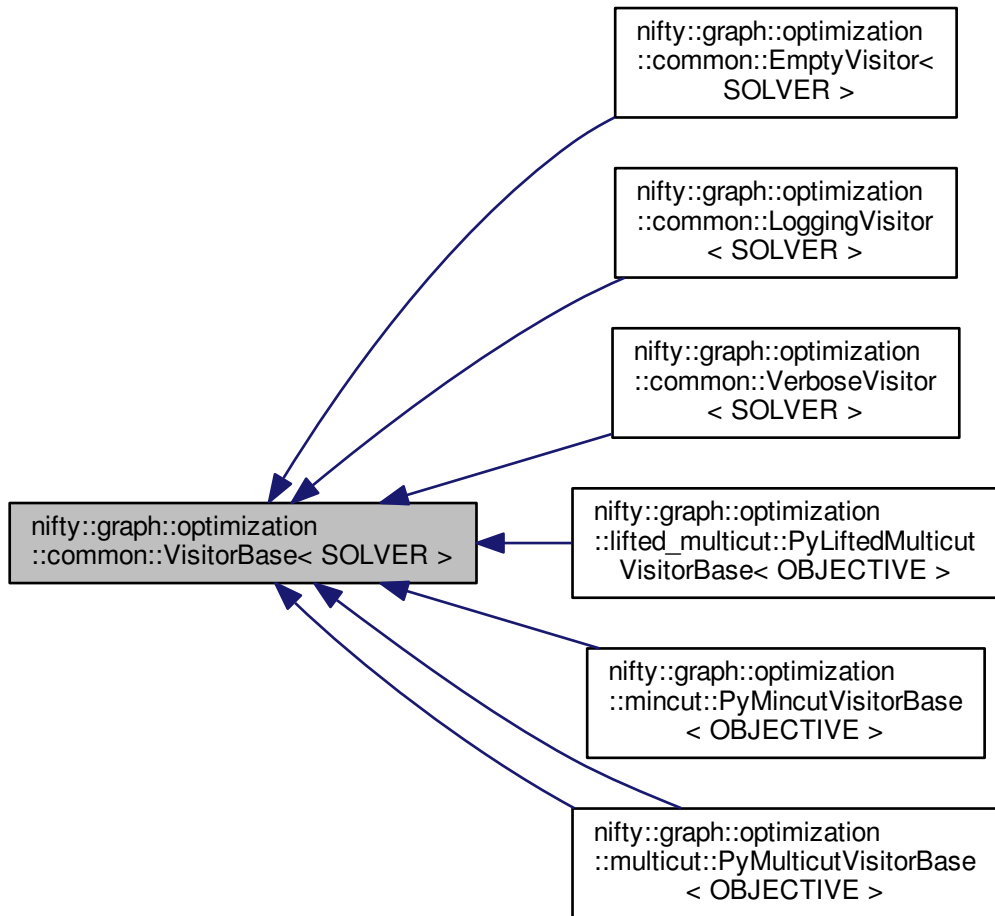 nifty::graph::optimization
::common::EmptyVisitor<
SOLVER >
nifty::graph::optimization
::common::LoggingVisitor
< SOLVER >
nifty::graph::optimization
::common::VerboseVisitor
< SOLVER >
nifty::graph::optimization
::common::VisitorBase< SOLVER >
nifty::graph::optimization
::lifted_multicut::PyLiftedMulticut
VisitorBase< OBJECTIVE >
nifty::graph::optimization
::mincut::PyMincutVisitorBase
< OBJECTIVE >
nifty::graph::optimization
::multicut::PyMulticutVisitorBase
< OBJECTIVE >